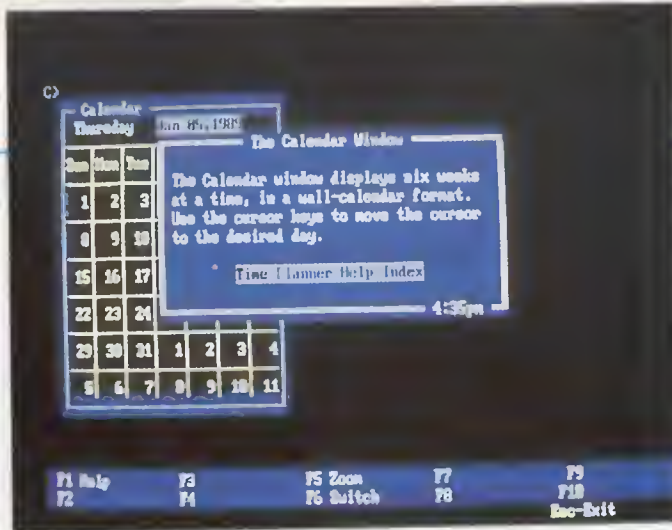 C>
Calendar
Thursday Jan 05,1989
The Calendar Window
Sun Mon Tue
The Calendar window displays six weeks
at a time, in a wall-calendar format.
Use the cursor keys to move the cursor
to the desired day.
Time Planner Help Index
4:35pm
1 2 3
8 9 10
15 16 17
22 23 24
29 30 31 1 2 3 4
5 6 7 8 9 10 11
F1 Help F3 F5 Zoom F7 F9
F2 F4 F6 Switch F8 F10
Esc-Exit